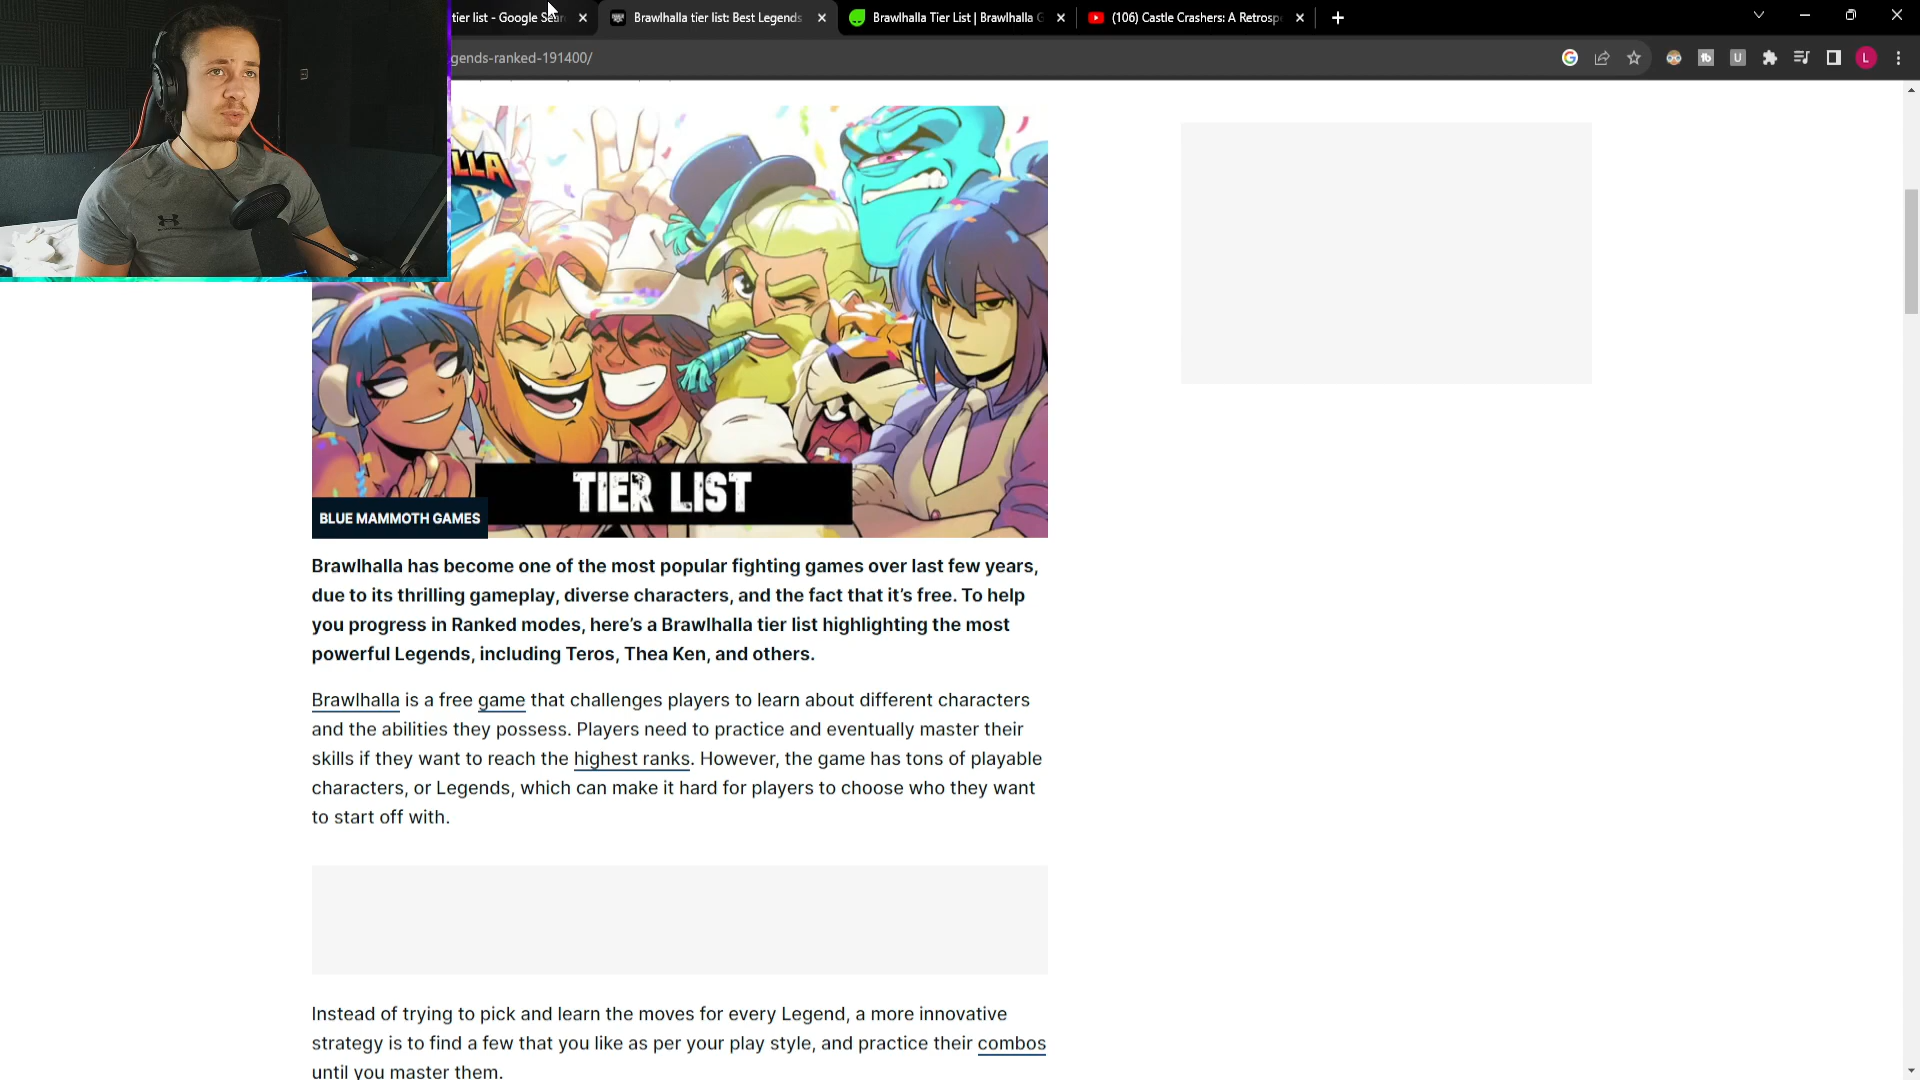 tier list - Google Sear
Brawlhalla tier list: Best Legends
Brawlhalla Tier List | Brawlhalla G
(106) Castle Crashers: A Retrosp
gends-ranked-191400/
U
L
LLA
TIER LIST
BLUE MAMMOTH GAMES
Brawlhalla has become one of the most popular fighting games over last few years,
due to its thrilling gameplay, diverse characters, and the fact that it's free. To help
you progress in Ranked modes, here's a Brawlhalla tier list highlighting the most
powerful Legends, including Teros, Thea Ken, and others.
Brawlhalla is a free game that challenges players to learn about different characters
and the abilities they possess. Players need to practice and eventually master their
skills if they want to reach the highest ranks. However, the game has tons of playable
characters, or Legends, which can make it hard for players to choose who they want
to start off with.
Instead of trying to pick and learn the moves for every Legend, a more innovative
strategy is to find a few that you like as per your play style, and practice their combos
until you master them.